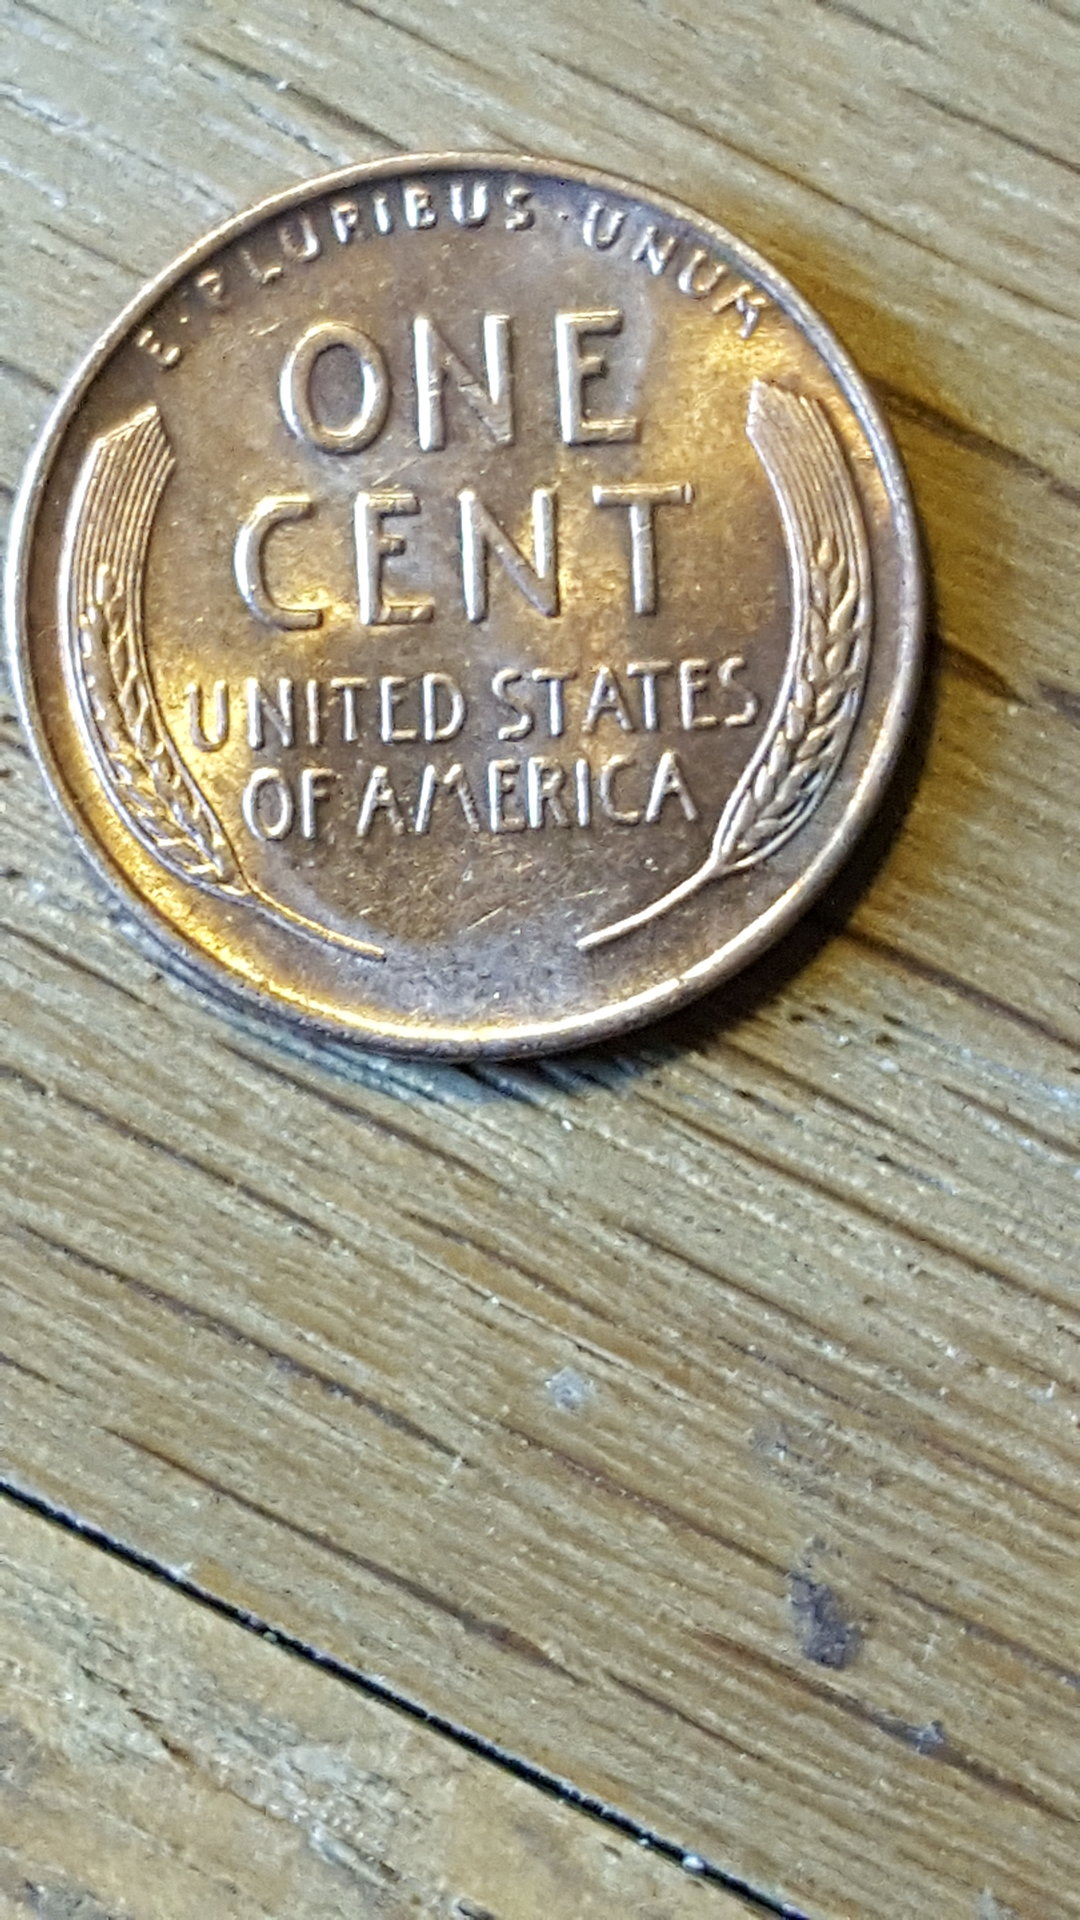 E · PLURIBUS · UNUM
ONE
CENT
UNITED STATES
OF AMERICA